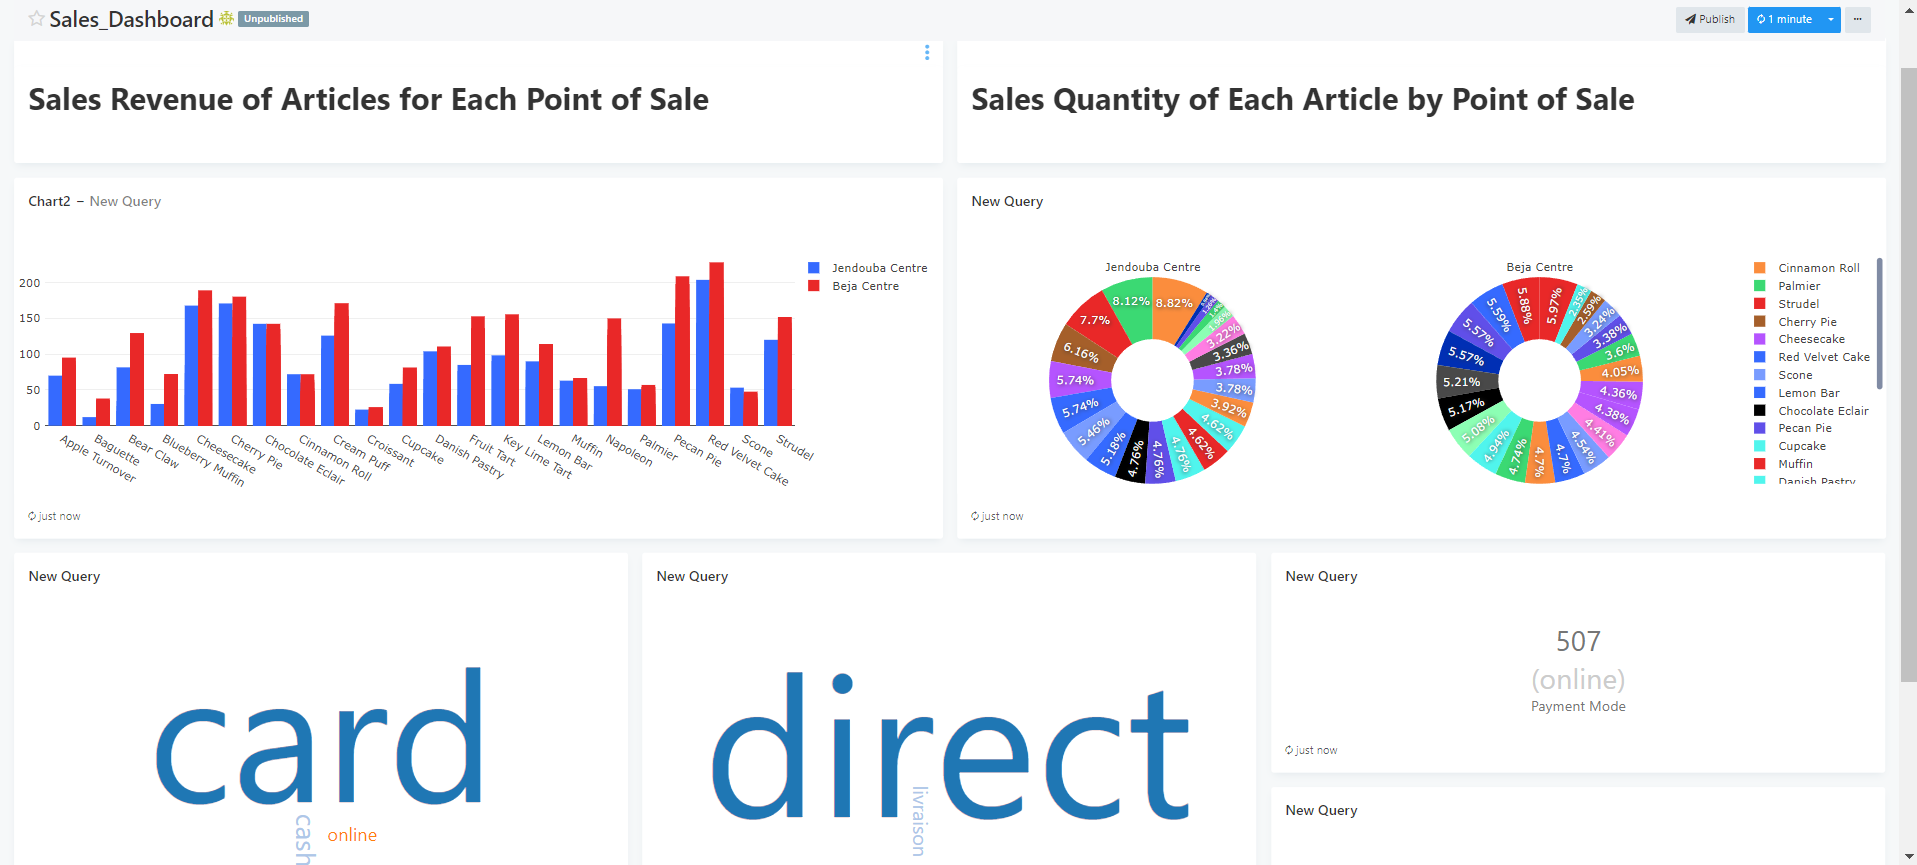 Sales_Dashboard Unpublished
Publish 1 minute
Sales Revenue of Articles for Each Point of Sale
Sales Quantity of Each Article by Point of Sale
Chart2 – New Query
200
150
100
50
0
Apple Turnover
Baguette
Bear Claw
Blueberry Muffin
Cheesecake
Cherry Pie
Chocolate Eclair
Cinnamon Roll
Cream Puff
Croissant
Cupcake
Danish Pastry
Fruit Tart
Key Lime Tart
Lemon Bar
Muffin
Napoleon
Palmier
Pecan Pie
Red Velvet Cake
Scone
Strudel
Jendouba Centre
Beja Centre
just now
New Query
Jendouba Centre
8.82%
3.22%
3.36%
3.78%
3.78%
3.92%
4.62%
4.62%
4.76%
4.76%
4.76%
5.18%
5.46%
5.74%
5.74%
6.16%
7.7%
8.12%
Beja Centre
5.97%
2.35%
2.59%
3.24%
3.38%
3.6%
4.05%
4.36%
4.38%
4.41%
4.54%
4.7%
4.7%
4.74%
4.94%
5.08%
5.17%
5.21%
5.57%
5.57%
5.59%
5.88%
Cinnamon Roll
Palmier
Strudel
Cherry Pie
Cheesecake
Red Velvet Cake
Scone
Lemon Bar
Chocolate Eclair
Pecan Pie
Cupcake
Muffin
Danish Pastry
just now
New Query
card
cash
online
New Query
direct
livraison
New Query
507
(online)
Payment Mode
just now
New Query